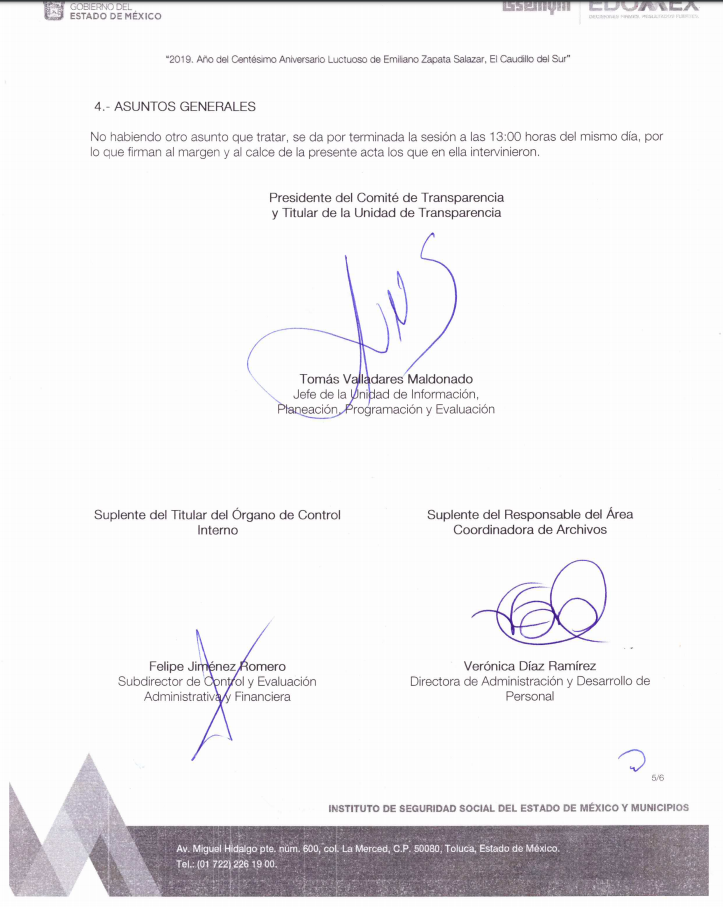 GOBIERNO DEL
ESTADO DE MÉXICO
issemym
EDOMEX
DECISIONES FIRMES, RESULTADOS FUERTES.
"2019. Año del Centésimo Aniversario Luctuoso de Emiliano Zapata Salazar, El Caudillo del Sur"
4.- ASUNTOS GENERALES
No habiendo otro asunto que tratar, se da por terminada la sesión a las 13:00 horas del mismo día, por
lo que firman al margen y al calce de la presente acta los que en ella intervinieron.
Presidente del Comité de Transparencia
y Titular de la Unidad de Transparencia
Tomás Valladares Maldonado
Jefe de la Unidad de Información,
Planeación, Programación y Evaluación
Suplente del Titular del Órgano de Control
Interno
Suplente del Responsable del Área
Coordinadora de Archivos
Felipe Jiménez Romero
Subdirector de Control y Evaluación
Administrativa y Financiera
Verónica Díaz Ramírez
Directora de Administración y Desarrollo de
Personal
5/6
INSTITUTO DE SEGURIDAD SOCIAL DEL ESTADO DE MÉXICO Y MUNICIPIOS
Av. Miguel Hidalgo pte. núm. 600, col. La Merced, C.P. 50080, Toluca, Estado de México.
Tel.: (01 722) 226 19 00.